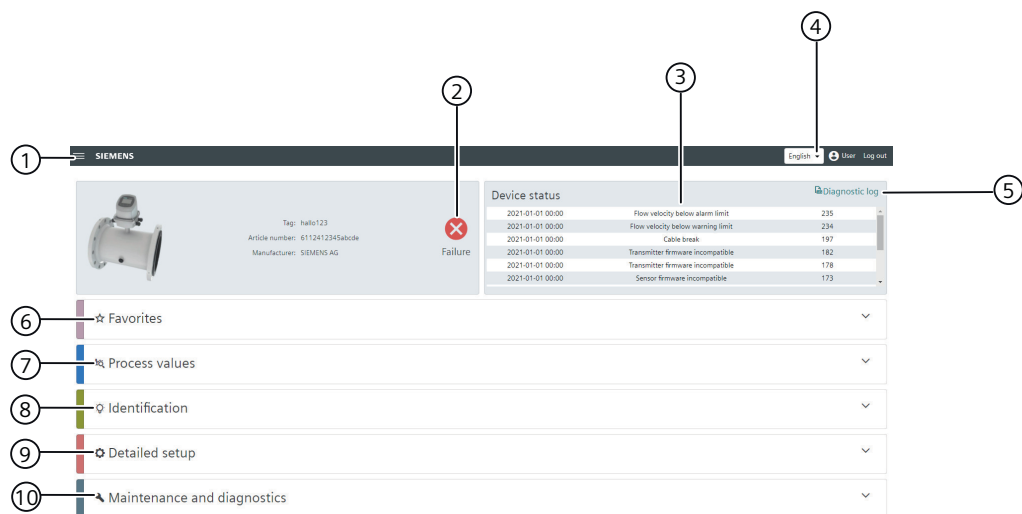 4
2
3
1
SIEMENS
English
User
Log out
5
Device status
Diagnostic log
2021-01-01 00:00 Flow velocity below alarm limit 235
Tag: hallo123
2021-01-01 00:00 Flow velocity below warning limit 234
Article number: 6112412345abcde
2021-01-01 00:00 Cable break 197
Manufacturer: SIEMENS AG
Failure
2021-01-01 00:00 Transmitter firmware incompatible 182
2021-01-01 00:00 Transmitter firmware incompatible 178
2021-01-01 00:00 Sensor firmware incompatible 173
6
Favorites
7
Process values
8
Identification
9
Detailed setup
10
Maintenance and diagnostics